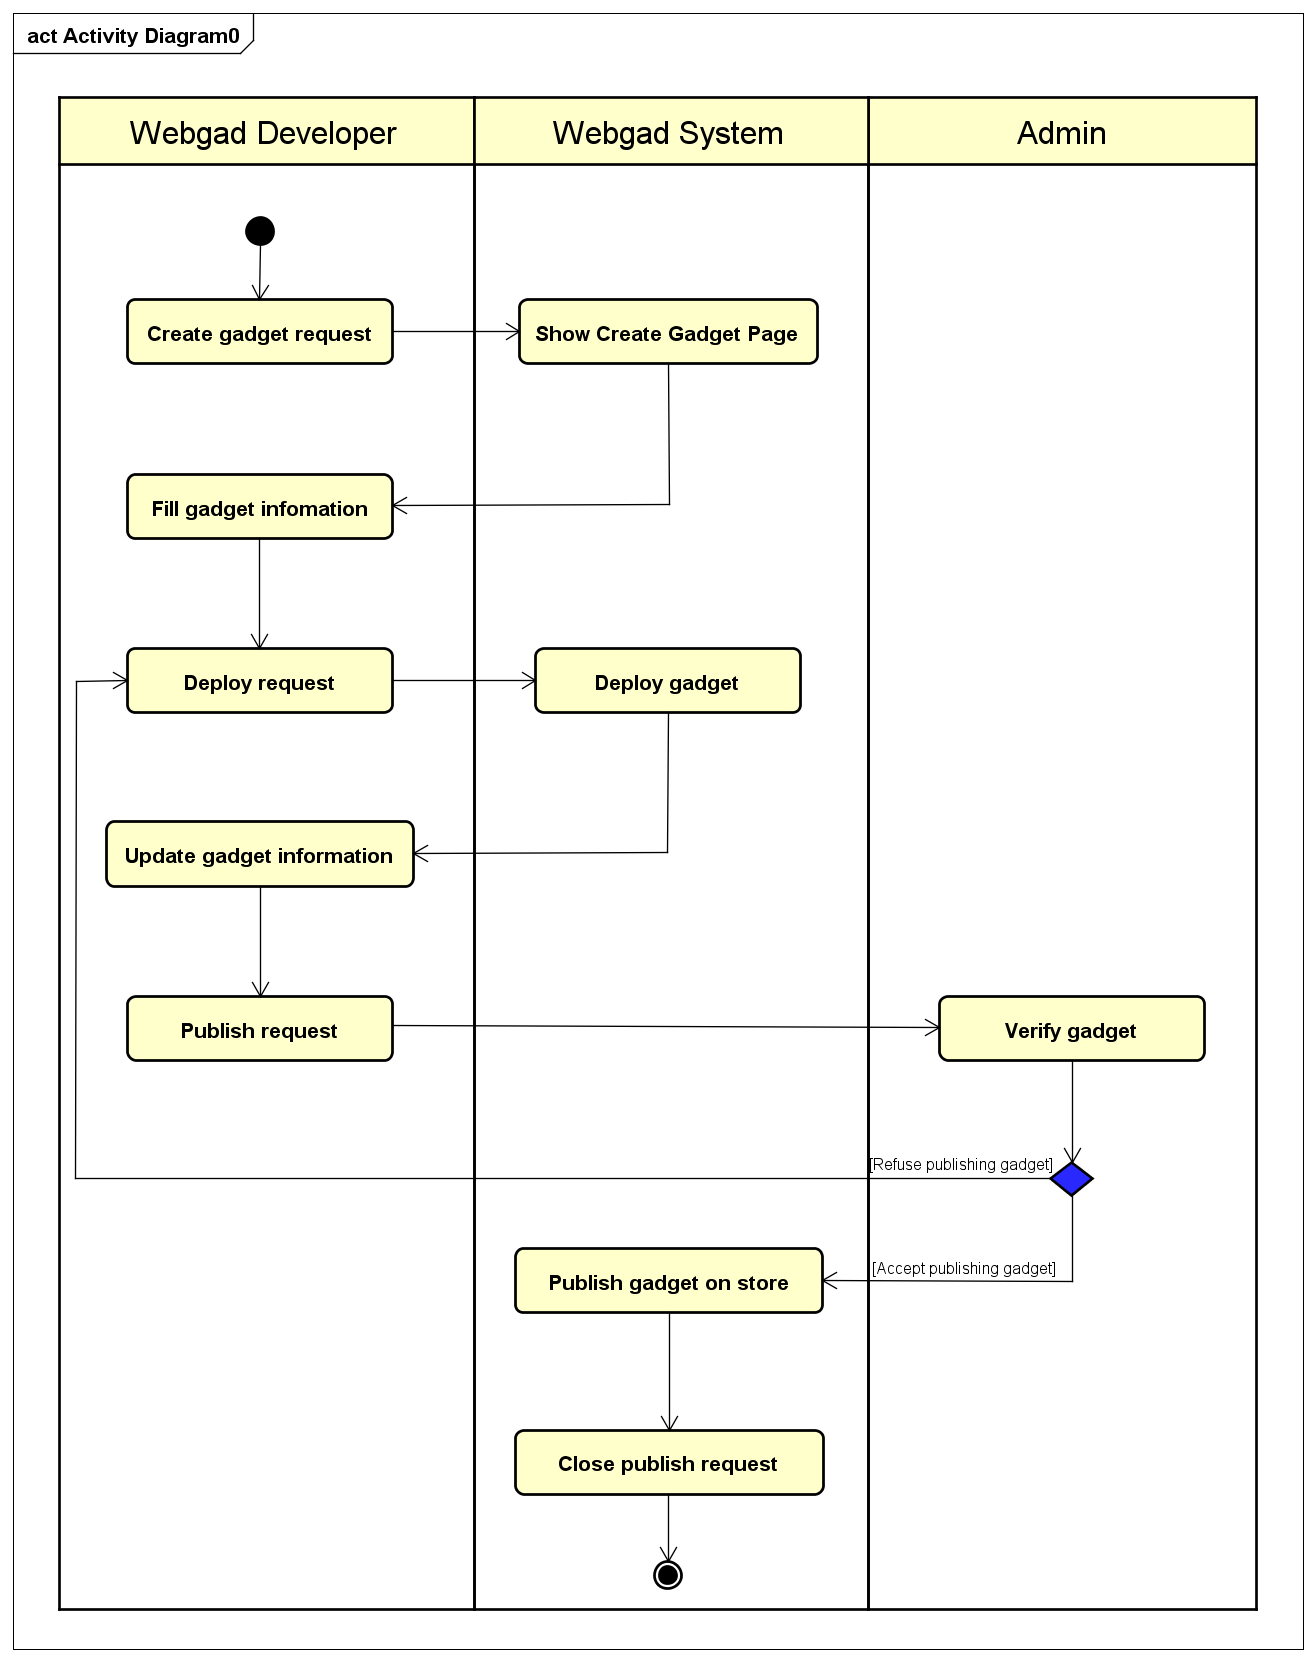 act Activity Diagram0
Webgad Developer
Webgad System
Admin
Create gadget request
Show Create Gadget Page
Fill gadget infomation
Deploy request
Deploy gadget
Update gadget information
Publish request
Verify gadget
[Refuse publishing gadget]
[Accept publishing gadget]
Publish gadget on store
Close publish request